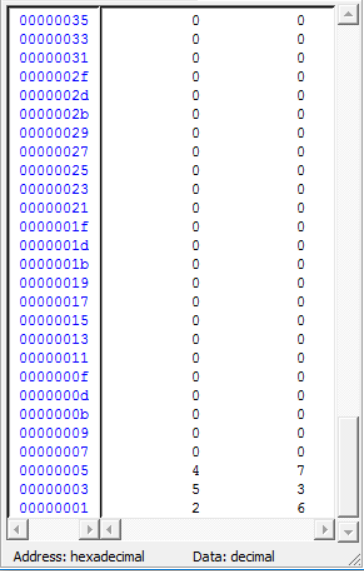 00000035 0 0
00000033 0 0
00000031 0 0
0000002f 0 0
0000002d 0 0
0000002b 0 0
00000029 0 0
00000027 0 0
00000025 0 0
00000023 0 0
00000021 0 0
0000001f 0 0
0000001d 0 0
0000001b 0 0
00000019 0 0
00000017 0 0
00000015 0 0
00000013 0 0
00000011 0 0
0000000f 0 0
0000000d 0 0
0000000b 0 0
00000009 0 0
00000007 0 0
00000005 4 7
00000003 5 3
00000001 2 6
Address: hexadecimal Data: decimal